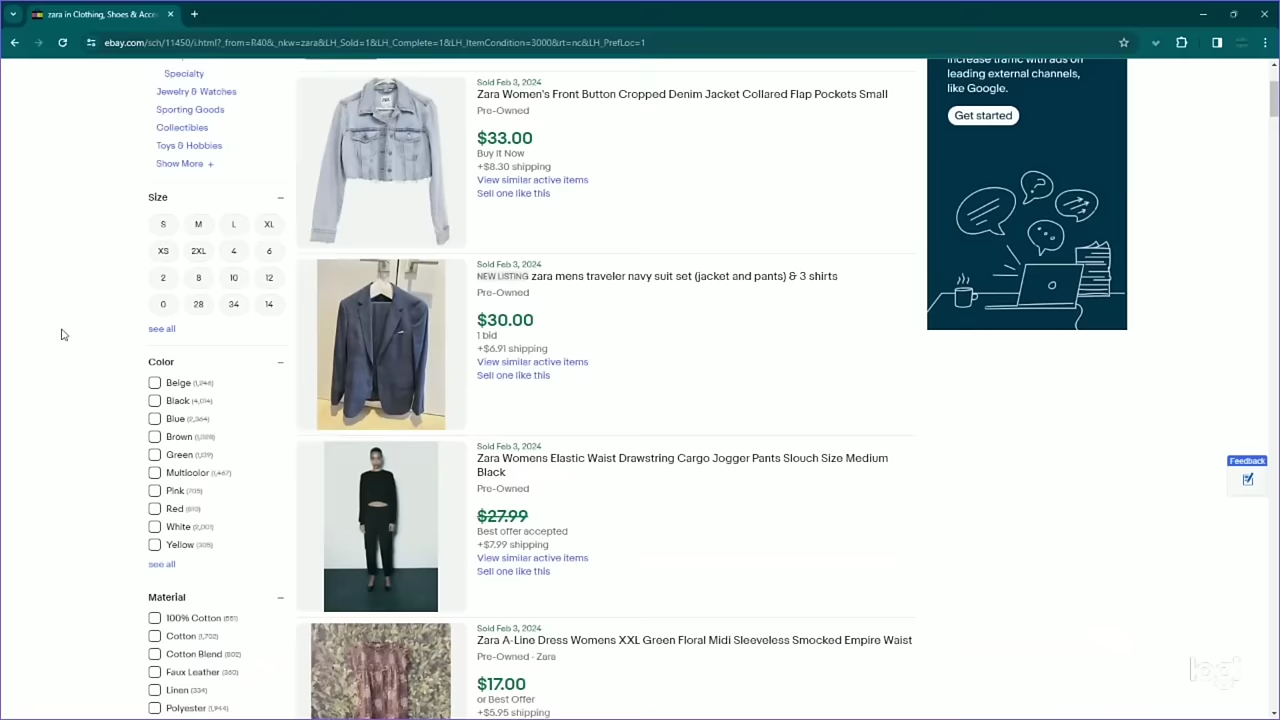 zara in Clothing, Shoes & Acce
ebay.com/sch/11450/i.html?_from=R40&_nkw=zara&LH_Sold=1&LH_Complete=1&LH_ItemCondition=3000&rt=nc&LH_PrefLoc=1
Specialty
Jewelry & Watches
Sporting Goods
Collectibles
Toys & Hobbies
Show More +
Size
S M L XL
XS 2XL 4 6
2 8 10 12
0 28 34 14
see all
Color
Beige (1,246)
Black (4,014)
Blue (2,364)
Brown
Green
Multicolor (1,467)
Pink (705)
Red
White (2,001)
Yellow (305)
see all
Material
100% Cotton (551)
Cotton (1,702)
Cotton Blend (502)
Faux Leather (360)
Linen (334)
Polyester (1,944)
Sold Feb 3, 2024
Zara Women's Front Button Cropped Denim Jacket Collared Flap Pockets Small
Pre-Owned
$33.00
Buy It Now
+$8.30 shipping
View similar active items
Sell one like this
Sold Feb 3, 2024
NEW LISTING zara mens traveler navy suit set (jacket and pants) & 3 shirts
Pre-Owned
$30.00
1 bid
+$6.91 shipping
View similar active items
Sell one like this
Sold Feb 3, 2024
Zara Womens Elastic Waist Drawstring Cargo Jogger Pants Slouch Size Medium
Black
Pre-Owned
$27.99
Best offer accepted
+$7.99 shipping
View similar active items
Sell one like this
Sold Feb 3, 2024
Zara A-Line Dress Womens XXL Green Floral Midi Sleeveless Smocked Empire Waist
Pre-Owned · Zara
$17.00
or Best Offer
+$5.95 shipping
increase traffic with ads on
leading external channels,
like Google.
Get started
Feedback